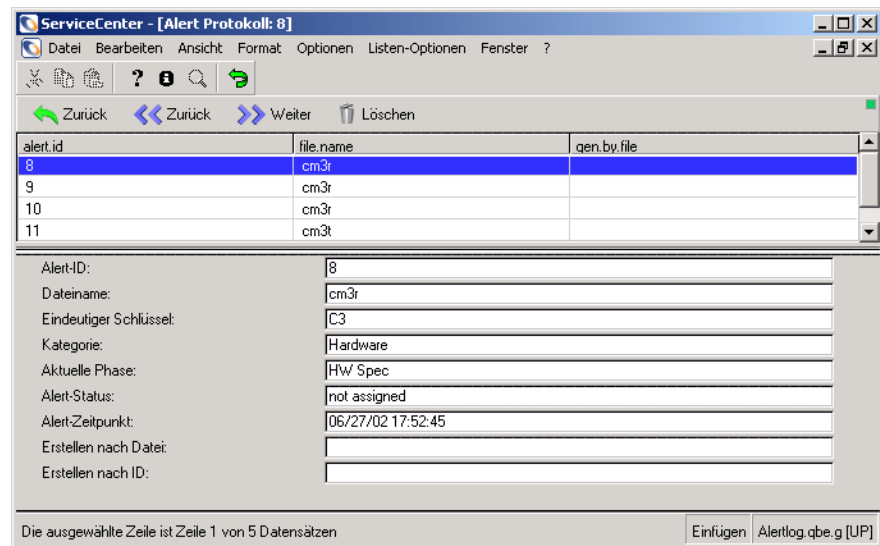 ServiceCenter - [Alert Protokoll: 8]
Datei Bearbeiten Ansicht Format Optionen Listen-Optionen Fenster ?
Zurück Zurück Weiter Löschen
alert.id file.name gen.by.file
8 cm3r
9 cm3r
10 cm3r
11 cm3t
Alert-ID: 8
Dateiname: cm3r
Eindeutiger Schlüssel: C3
Kategorie: Hardware
Aktuelle Phase: HW Spec
Alert-Status: not assigned
Alert-Zeitpunkt: 06/27/02 17:52:45
Erstellen nach Datei:
Erstellen nach ID:
Die ausgewählte Zeile ist Zeile 1 von 5 Datensätzen Einfügen Alertlog.qbe.g [UP]